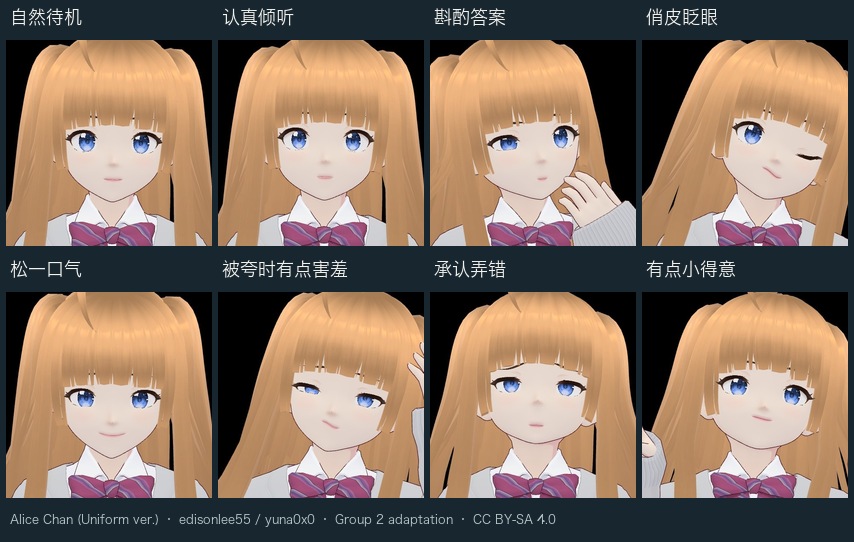 自然待机
认真倾听
斟酌答案
俏皮眨眼
松一口气
被夸时有点害羞
承认弄错
有点小得意
Alice Chan (Uniform ver.) · edisonlee55 / yuna0x0 · Group 2 adaptation · CC BY-SA 4.0